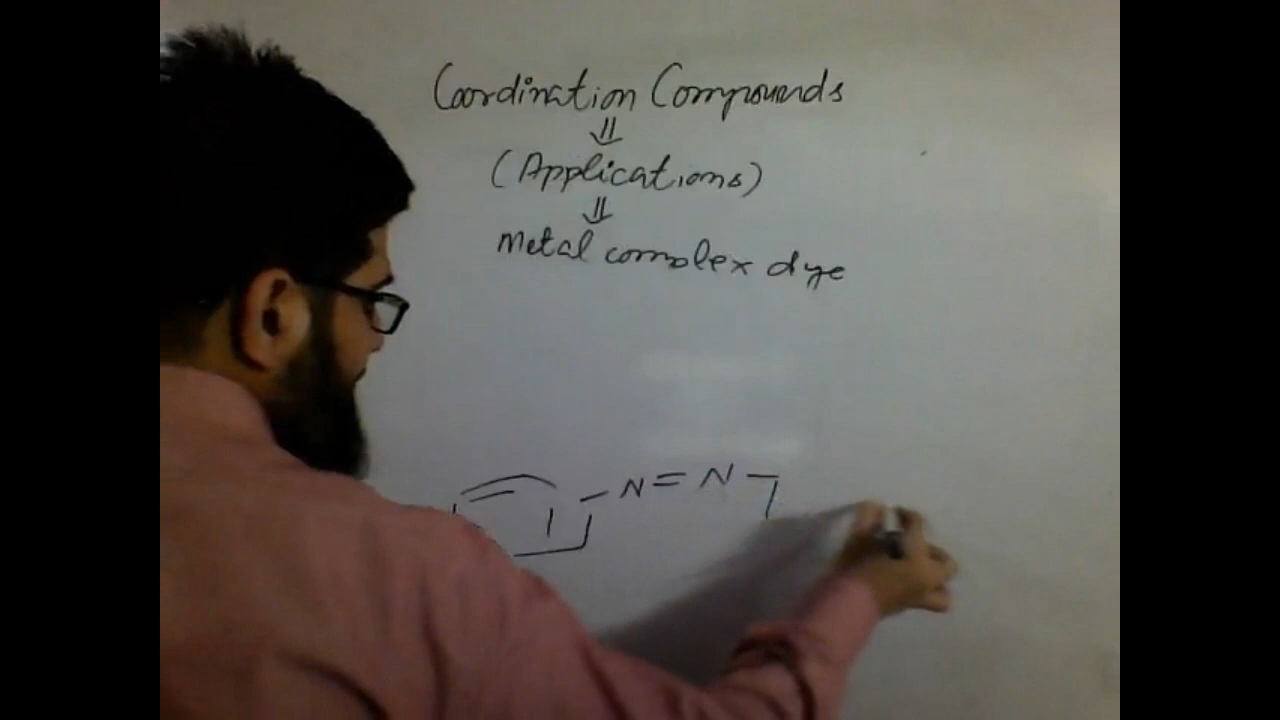 Coordination Compounds
⇓
(Applications)
⇓
Metal complex dye
N=N